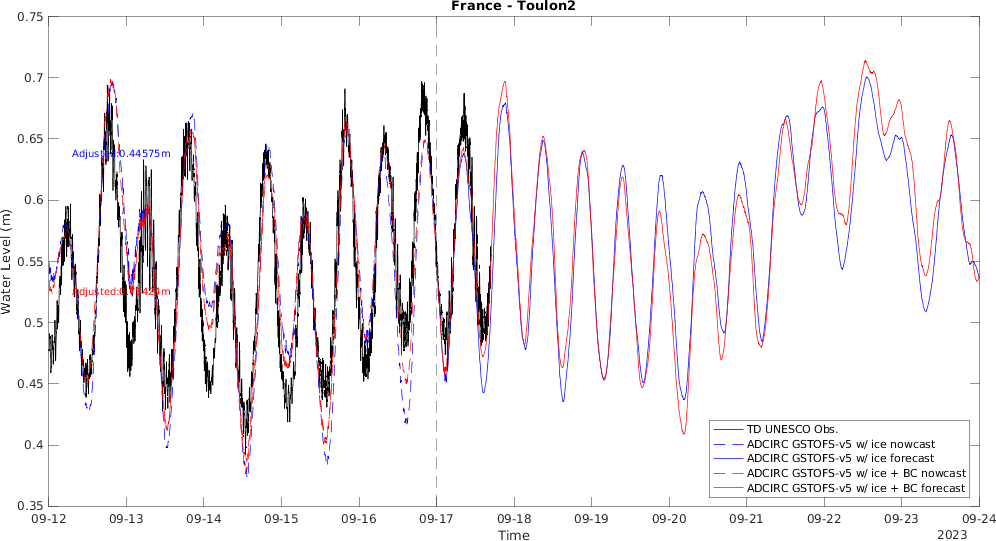 France - Toulon2
0.75
0.7
0.65
0.6
0.55
0.5
0.45
0.4
0.35
Water Level (m)
Adjusted:0.44575m
09-12
09-13
09-14
09-15
09-16
09-17
09-18
09-19
09-20
09-21
09-22
09-23
09-24
Time
2023
TD UNESCO Obs.
ADCIRC GSTOFS-v5 w/ ice nowcast
ADCIRC GSTOFS-v5 w/ ice forecast
ADCIRC GSTOFS-v5 w/ ice + BC nowcast
ADCIRC GSTOFS-v5 w/ ice + BC forecast